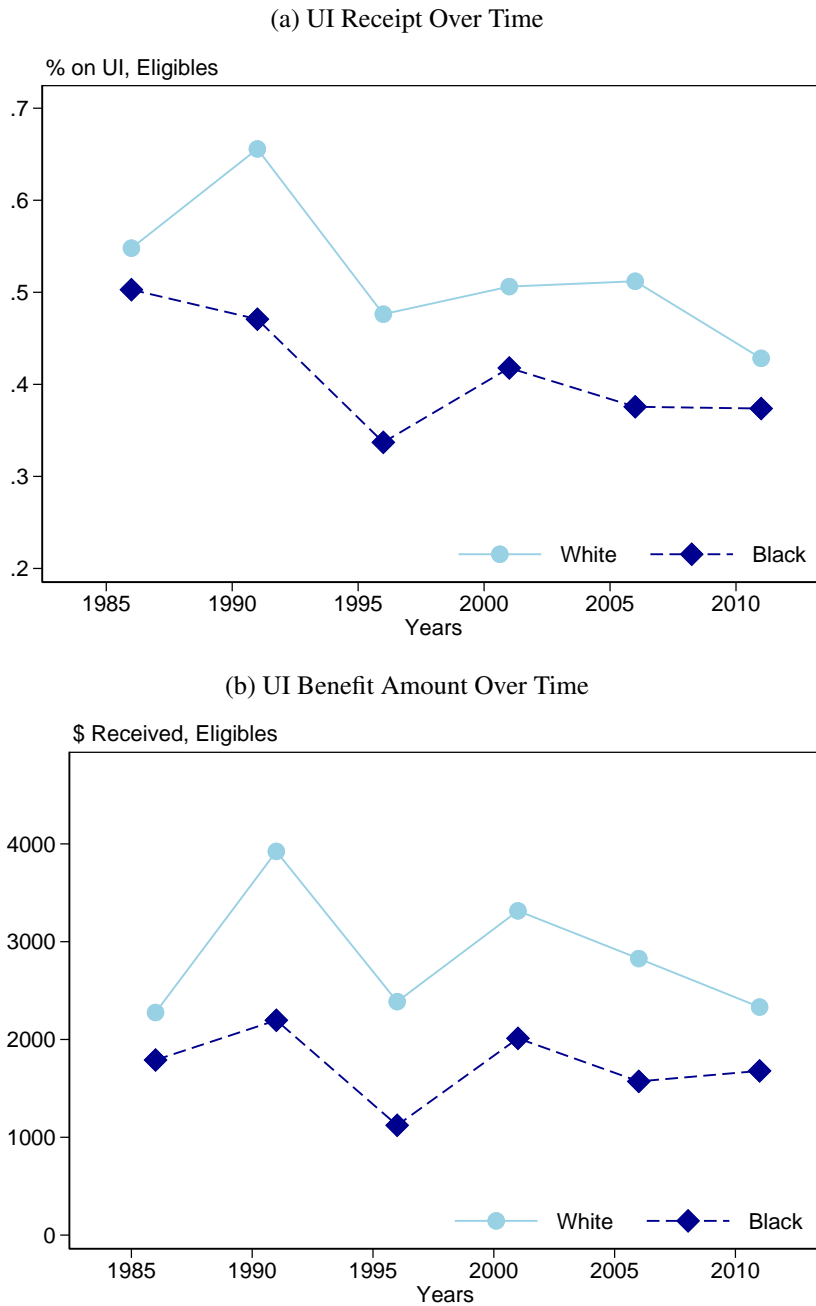 (a) UI Receipt Over Time
% on UI, Eligibles
.7
.6
.5
.4
.3
.2
White Black
1985 1990 1995 2000 2005 2010
Years
(b) UI Benefit Amount Over Time
$ Received, Eligibles
4000
3000
2000
1000
0
White Black
1985 1990 1995 2000 2005 2010
Years